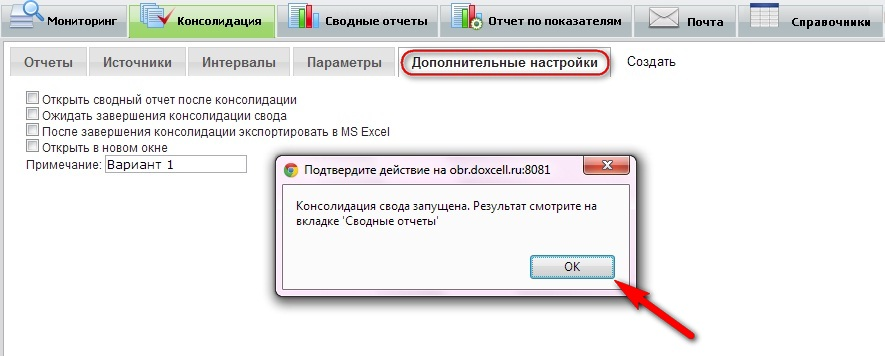 Мониторинг Консолидация Сводные отчеты Отчет по показателям Почта Справочники
Отчеты Источники Интервалы Параметры Дополнительные настройки Создать
Открыть сводный отчет после консолидации
Ожидать завершения консолидации свода
После завершения консолидации экспортировать в MS Excel
Открыть в новом окне
Примечание: Вариант 1
Подтвердите действие на obr.doxcell.ru:8081
Консолидация свода запущена. Результат смотрите на
вкладке 'Сводные отчеты'
OK